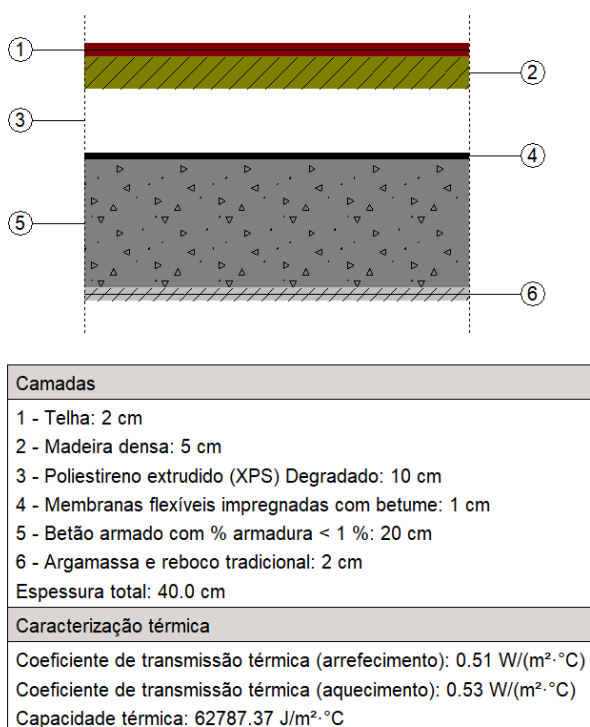 1
2
3
4
5
6
Camadas
1 - Telha: 2 cm
2 - Madeira densa: 5 cm
3 - Poliestireno extrudido (XPS) Degradado: 10 cm
4 - Membranas flexíveis impregnadas com betume: 1 cm
5 - Betão armado com % armadura < 1 %: 20 cm
6 - Argamassa e reboco tradicional: 2 cm
Espessura total: 40.0 cm
Caracterização térmica
Coeficiente de transmissão térmica (arrefecimento): 0.51 W/(m²·°C)
Coeficiente de transmissão térmica (aquecimento): 0.53 W/(m²·°C)
Capacidade térmica: 62787.37 J/m²·°C